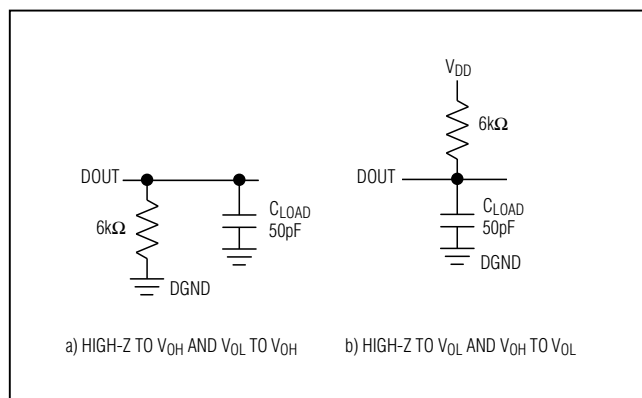 DOUT
6kΩ
DGND
C_LOAD
50pF
a) HIGH-Z TO V_OH AND V_OL TO V_OH
V_DD
6kΩ
DOUT
C_LOAD
50pF
DGND
b) HIGH-Z TO V_OL AND V_OH TO V_OL